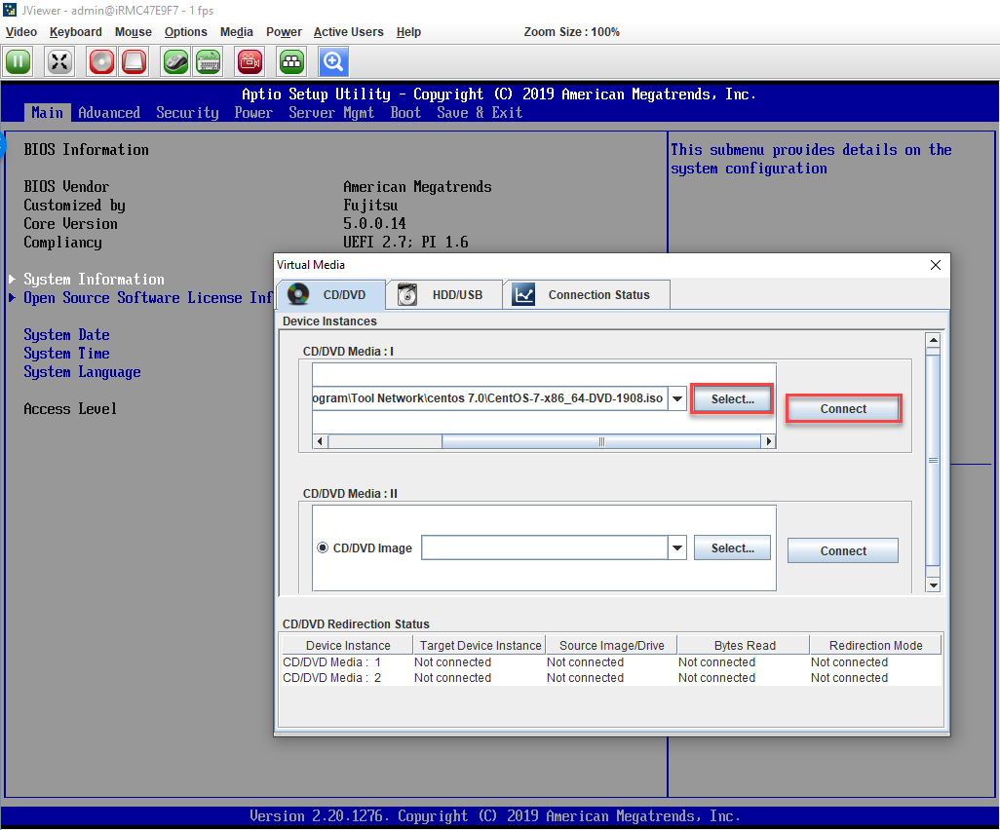 JViewer - admin@iRMC47E9F7 - 1 fps
Video Keyboard Mouse Options Media Power Active Users Help Zoom Size : 100%
Aptio Setup Utility - Copyright (C) 2019 American Megatrends, Inc.
Main Advanced Security Power Server Mgmt Boot Save & Exit
BIOS Information
This submenu provides details on the
system configuration
BIOS Vendor American Megatrends
Customized by Fujitsu
Core Version 5.0.0.14
Compliancy UEFI 2.7; PI 1.6
System Information
Open Source Software License Inf
System Date
System Time
System Language
Access Level
Virtual Media
CD/DVD HDD/USB Connection Status
Device Instances
CD/DVD Media : I
ogram\Tool Network\centos 7.0\CentOS-7-x86_64-DVD-1908.iso Select... Connect
CD/DVD Media : II
CD/DVD Image Select... Connect
CD/DVD Redirection Status
Device Instance Target Device Instance Source Image/Drive Bytes Read Redirection Mode
CD/DVD Media : 1 Not connected Not connected Not connected Not connected
CD/DVD Media : 2 Not connected Not connected Not connected Not connected
Version 2.20.1276. Copyright (C) 2019 American Megatrends, Inc.